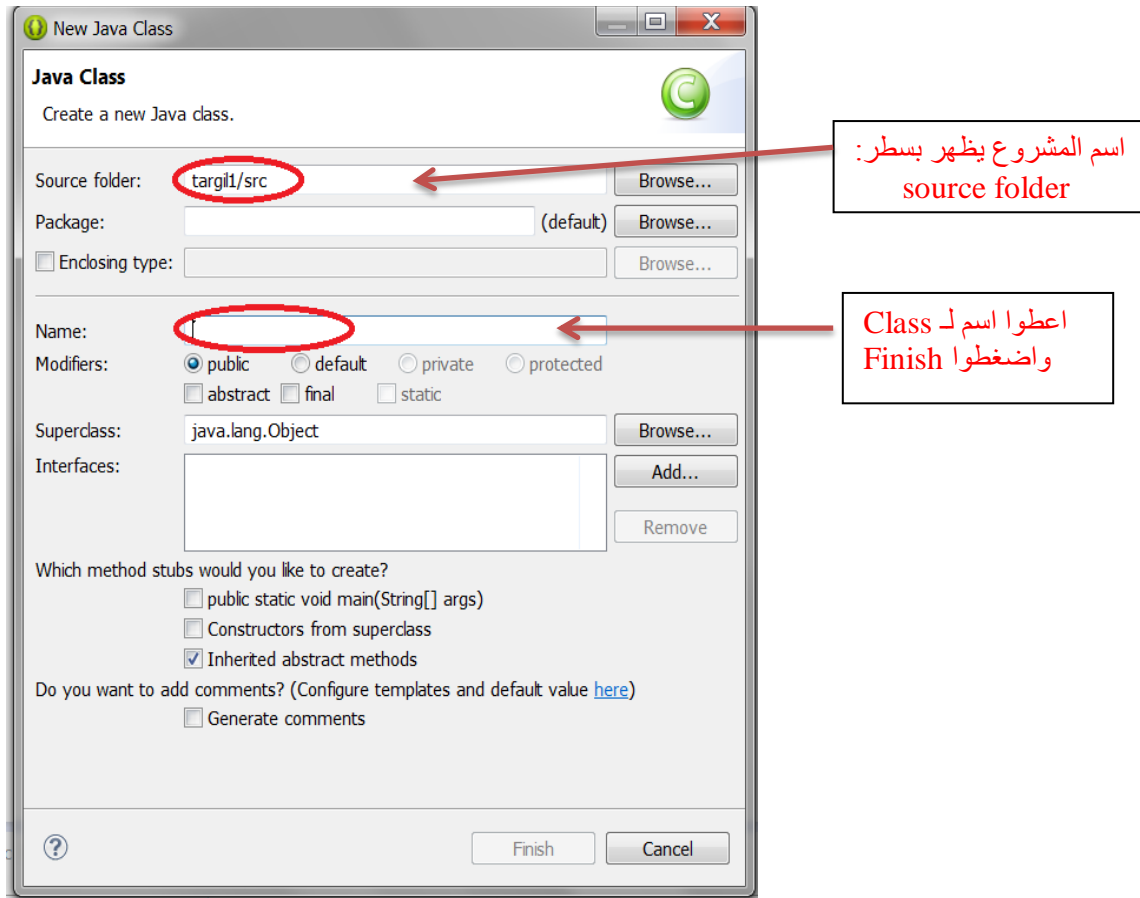 New Java Class
Java Class
Create a new Java class.
اسم المشروع يظهر بسطر:
source folder
Source folder: targil1/src Browse...
Package: (default) Browse...
Enclosing type: Browse...
اعطوا اسم لـ Class
واضغطوا Finish
Name:
Modifiers: public default private protected
abstract final static
Superclass: java.lang.Object Browse...
Interfaces: Add...
Remove
Which method stubs would you like to create?
public static void main(String[] args)
Constructors from superclass
Inherited abstract methods
Do you want to add comments? (Configure templates and default value here)
Generate comments
Finish Cancel